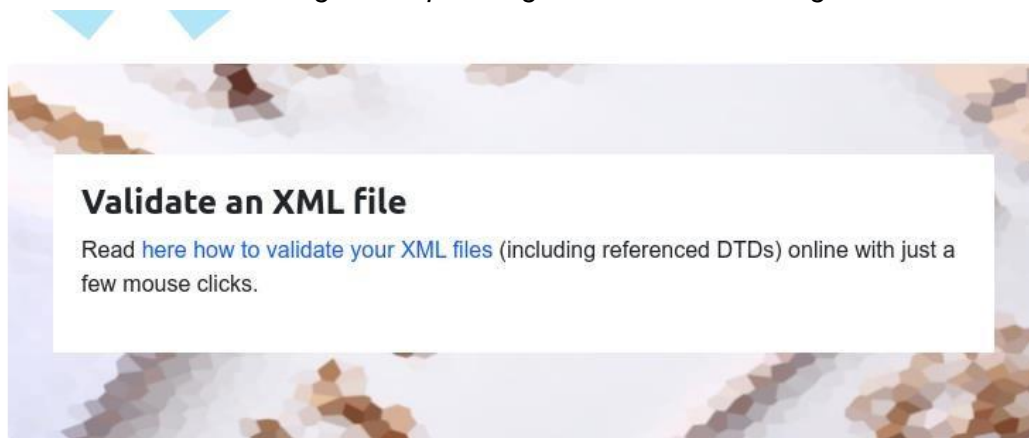 Validate an XML file
Read here how to validate your XML files (including referenced DTDs) online with just a
few mouse clicks.